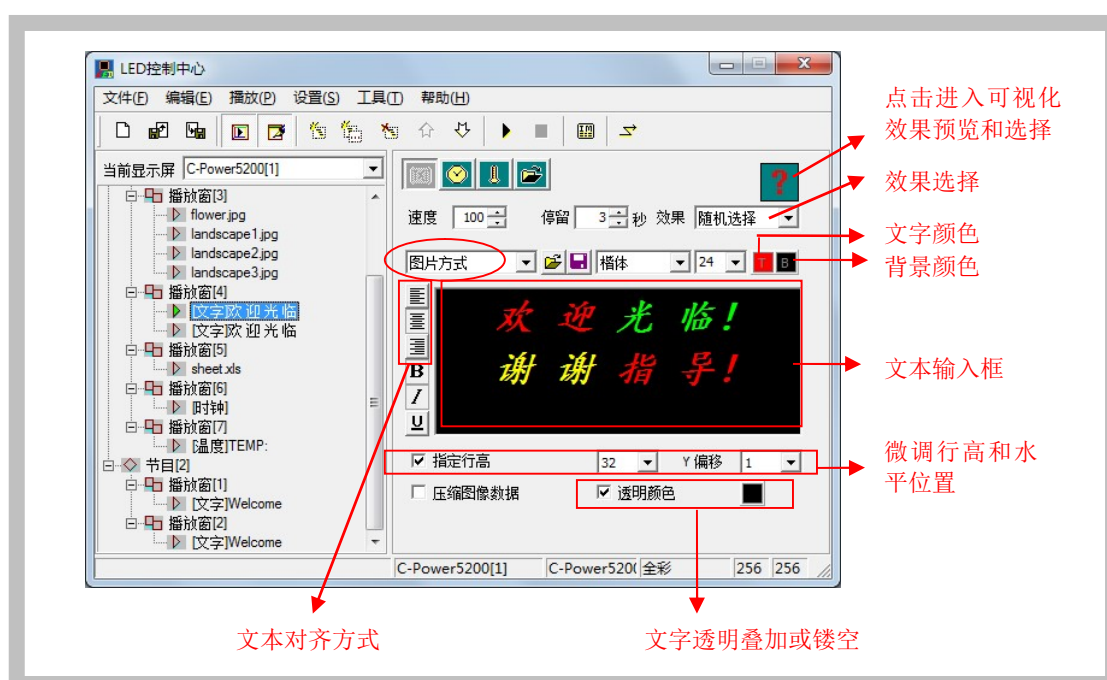 LED控制中心
文件(F) 编辑(E) 播放(P) 设置(S) 工具(T) 帮助(H)
当前显示屏 C-Power5200[1]
播放窗[3]
flower.jpg
landscape1.jpg
landscape2.jpg
landscape3.jpg
播放窗[4]
[文字]欢 迎 光 临
[文字]欢 迎 光 临
播放窗[5]
sheet.xls
播放窗[6]
[时钟]
播放窗[7]
[温度]TEMP:
节目[2]
播放窗[1]
[文字]Welcome
播放窗[2]
[文字]Welcome
?
速度 100 停留 3 秒 效果 随机选择
图片方式 楷体 24 T B
欢 迎 光 临！
谢 谢 指 导！
B
I
U
指定行高 32 Y 偏移 1
压缩图像数据 透明颜色
C-Power5200[1] C-Power520( 全彩 256 256
点击进入可视化
效果预览和选择
效果选择
文字颜色
背景颜色
文本输入框
微调行高和水
平位置
文本对齐方式
文字透明叠加或镂空